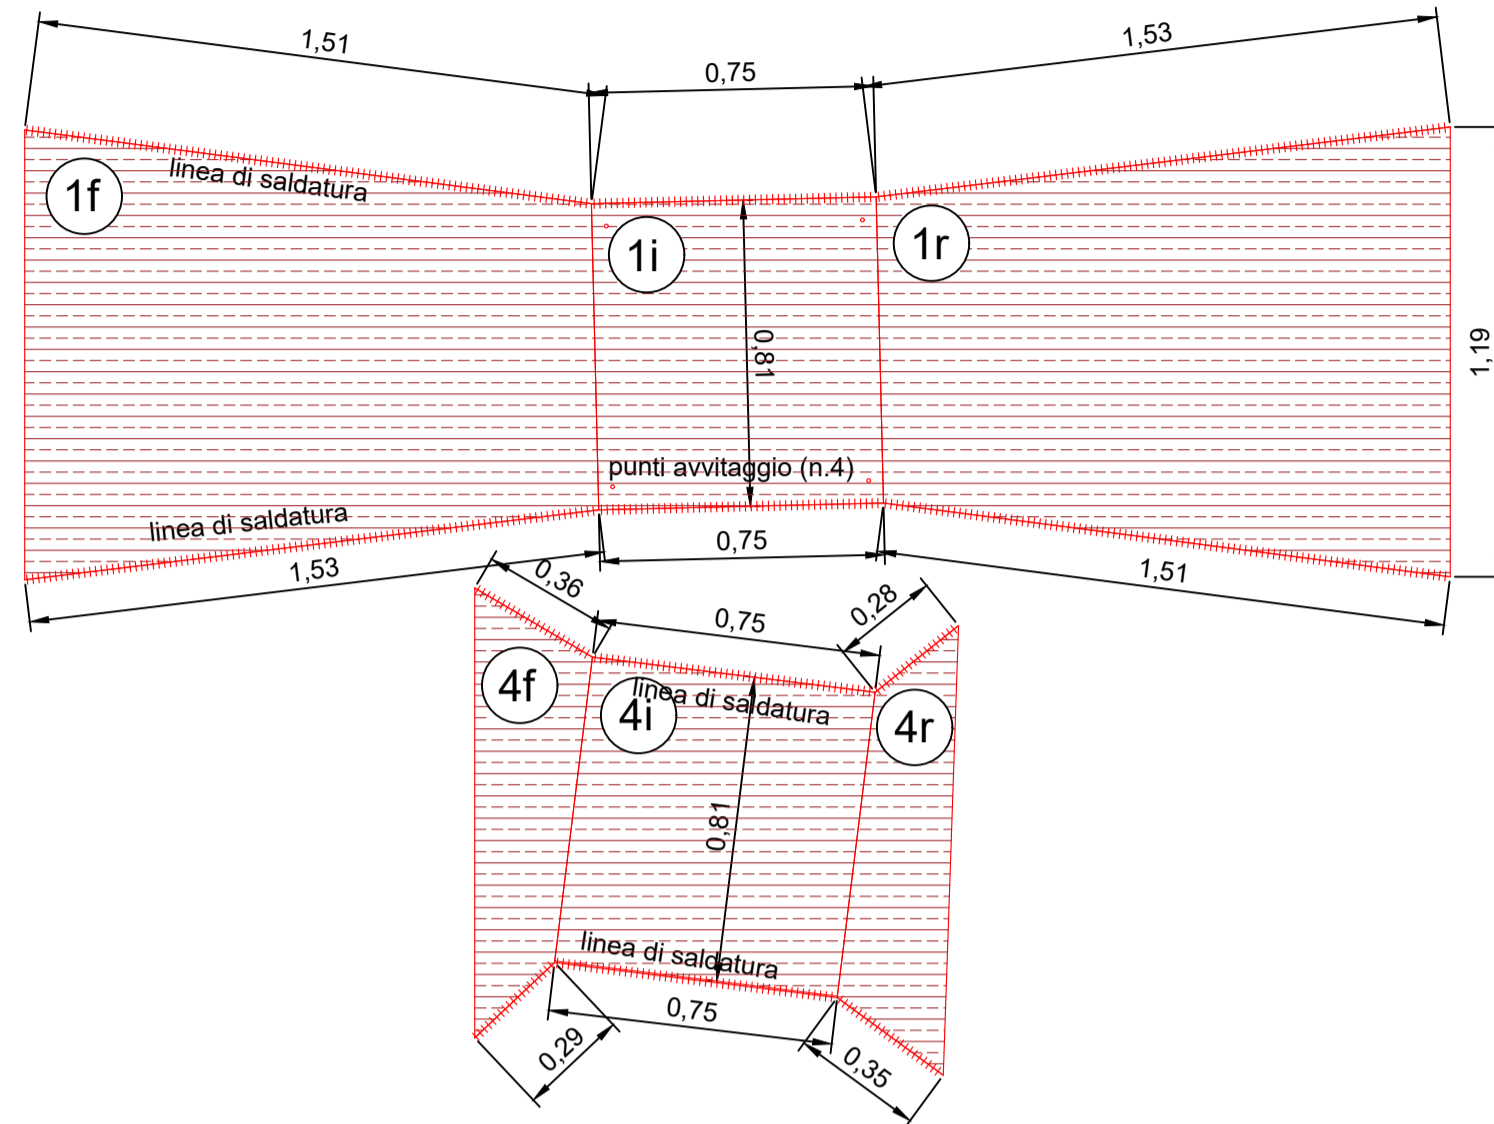 1,51
0,75
1,53
linea di saldatura
1f
1i
1r
0,81
1,19
punti avvitaggio (n.4)
linea di saldatura
1,53
0,75
1,51
0,36
0,75
0,28
4f
4i
linea di saldatura
4r
0,81
linea di saldatura
0,75
0,29
0,35